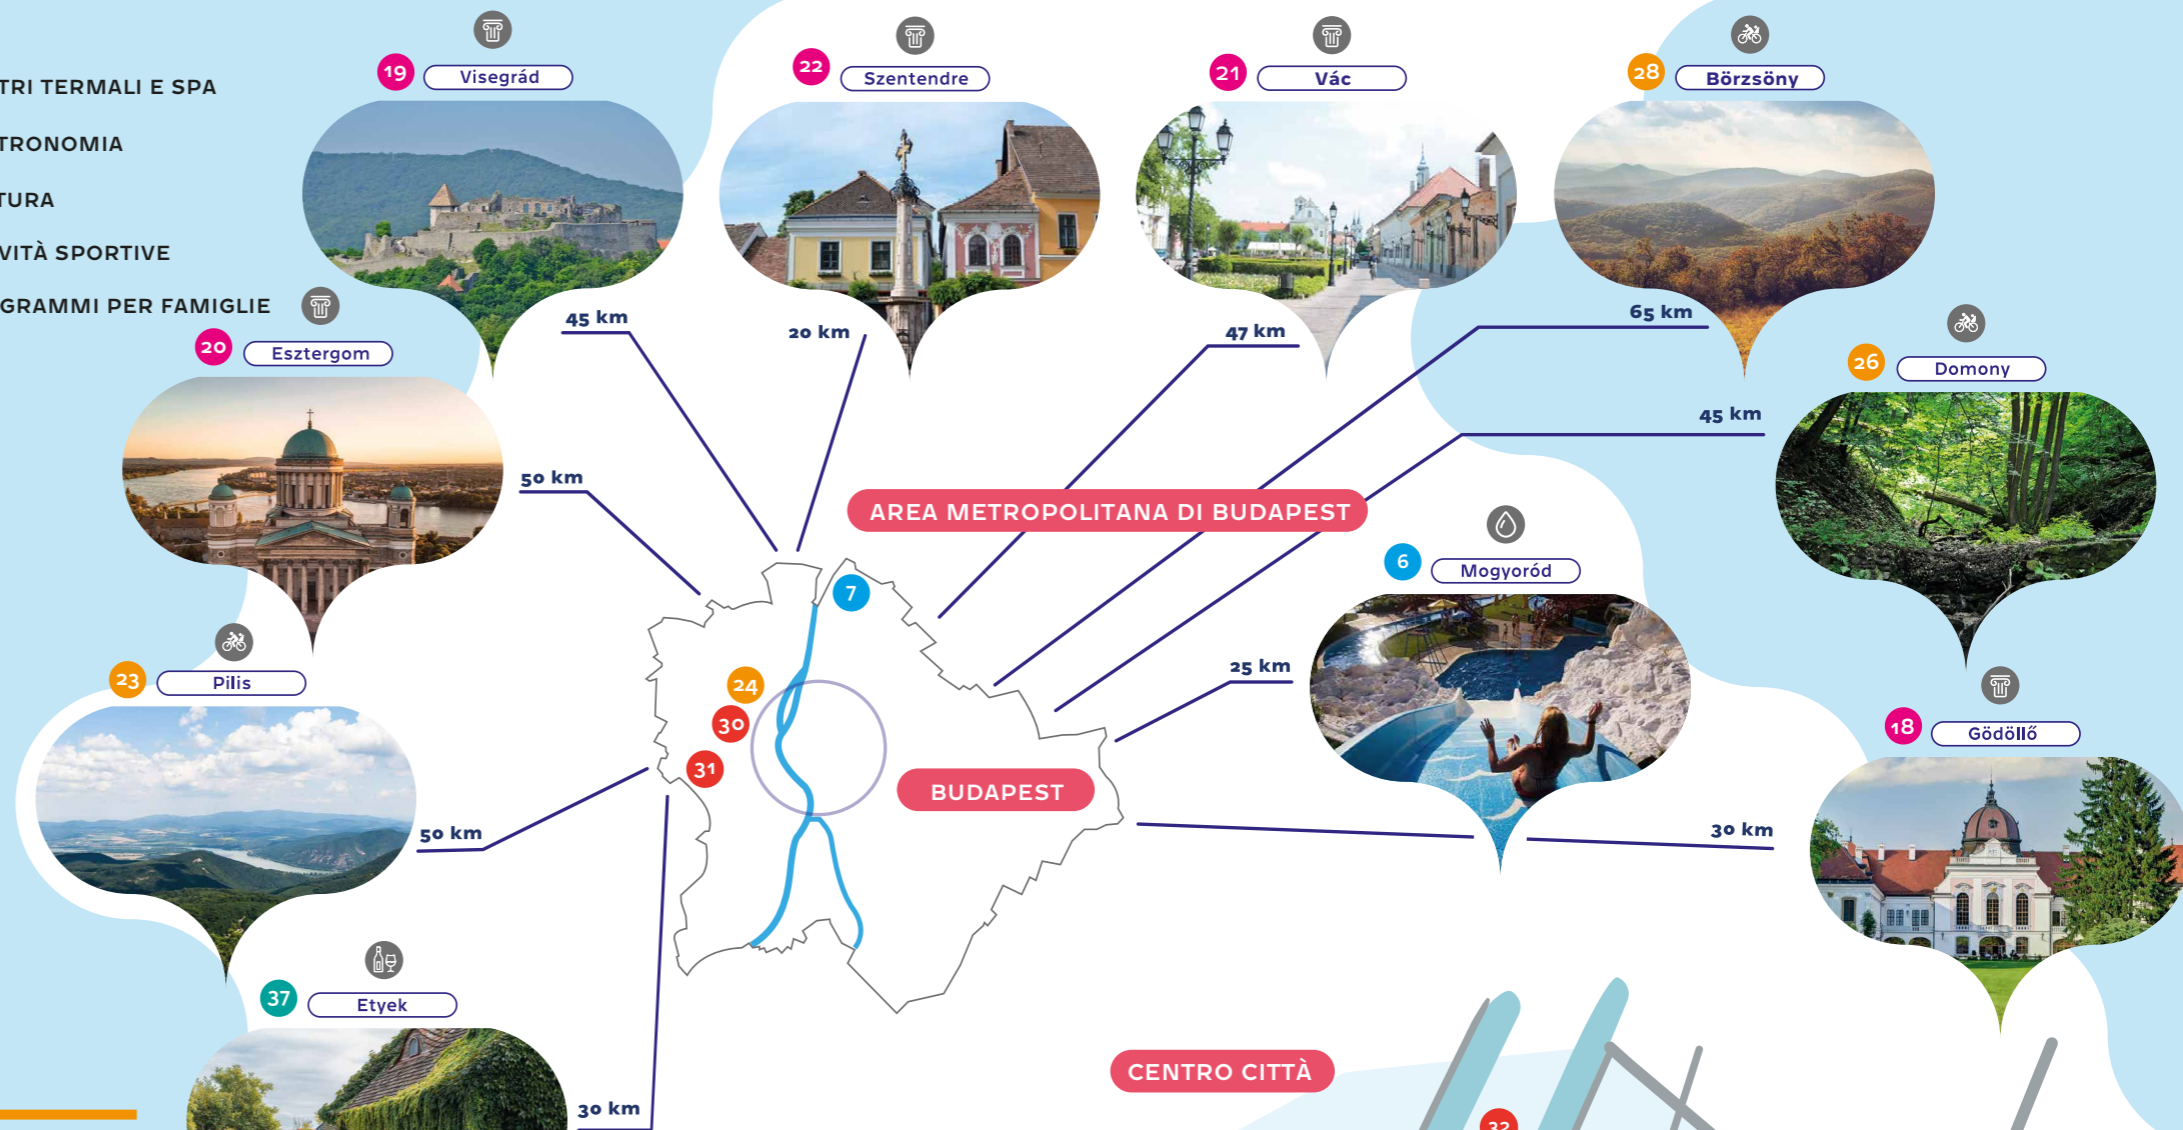 19
Visegrád
22
Szentendre
21
Vác
28
Börzsöny
TRI TERMALI E SPA
TRONOMIA
TURA
VITÀ SPORTIVE
GRAMMI PER FAMIGLIE
20
Esztergom
45 km
20 km
47 km
65 km
26
Domony
45 km
50 km
AREA METROPOLITANA DI BUDAPEST
6
Mogyoród
7
23
Pilis
24
30
31
25 km
18
Gödöllő
BUDAPEST
50 km
30 km
37
Etyek
CENTRO CITTÀ
30 km
32